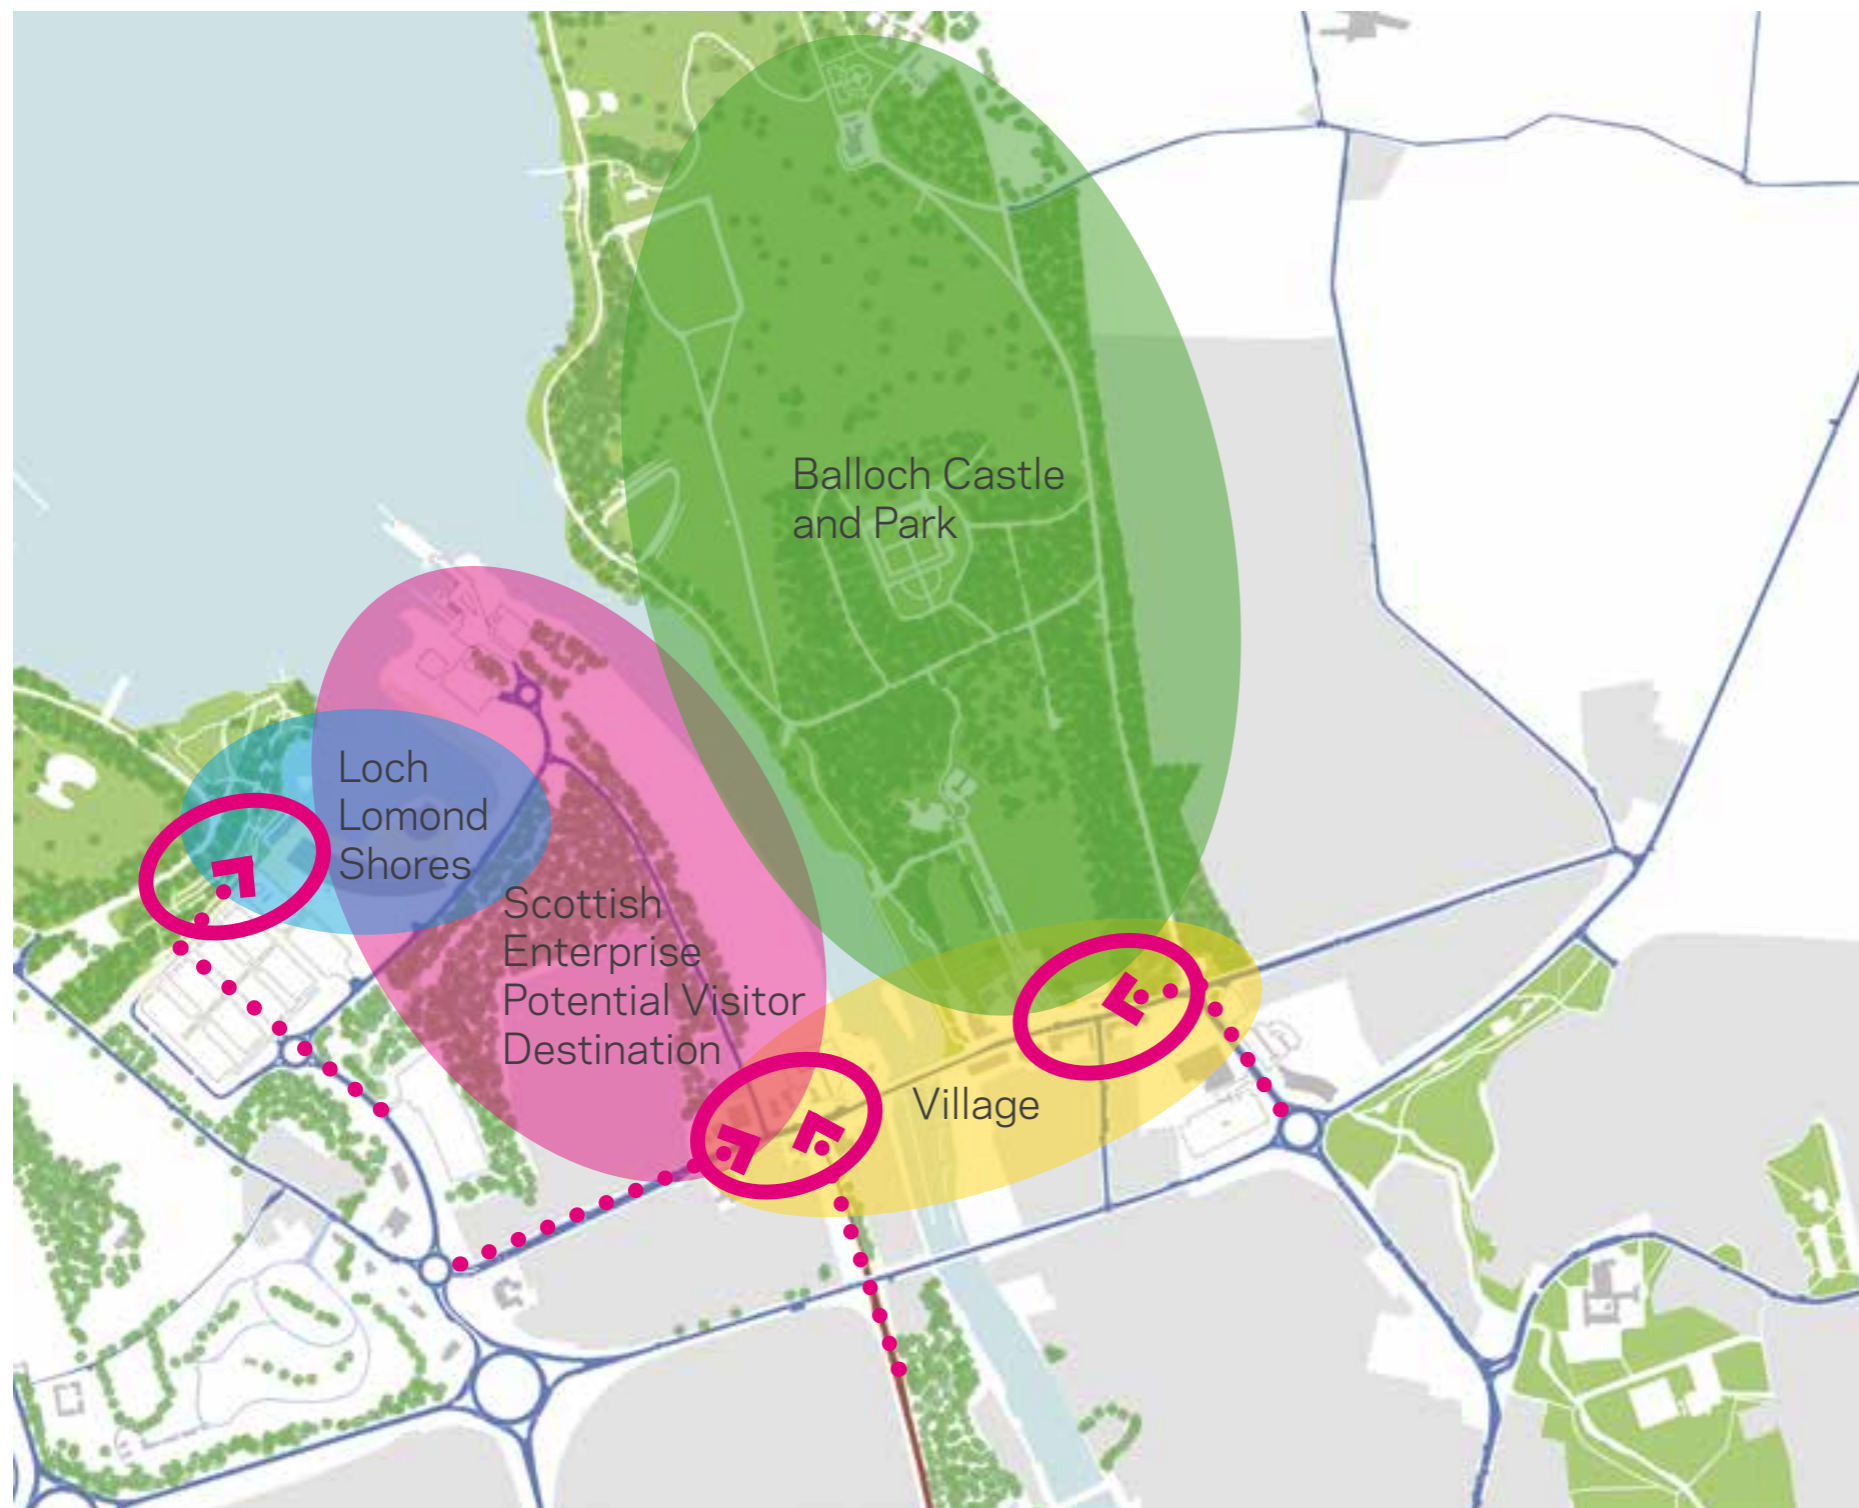 Balloch Castle
and Park
Loch
Lomond
Shores
Scottish
Enterprise
Potential Visitor
Destination
Village